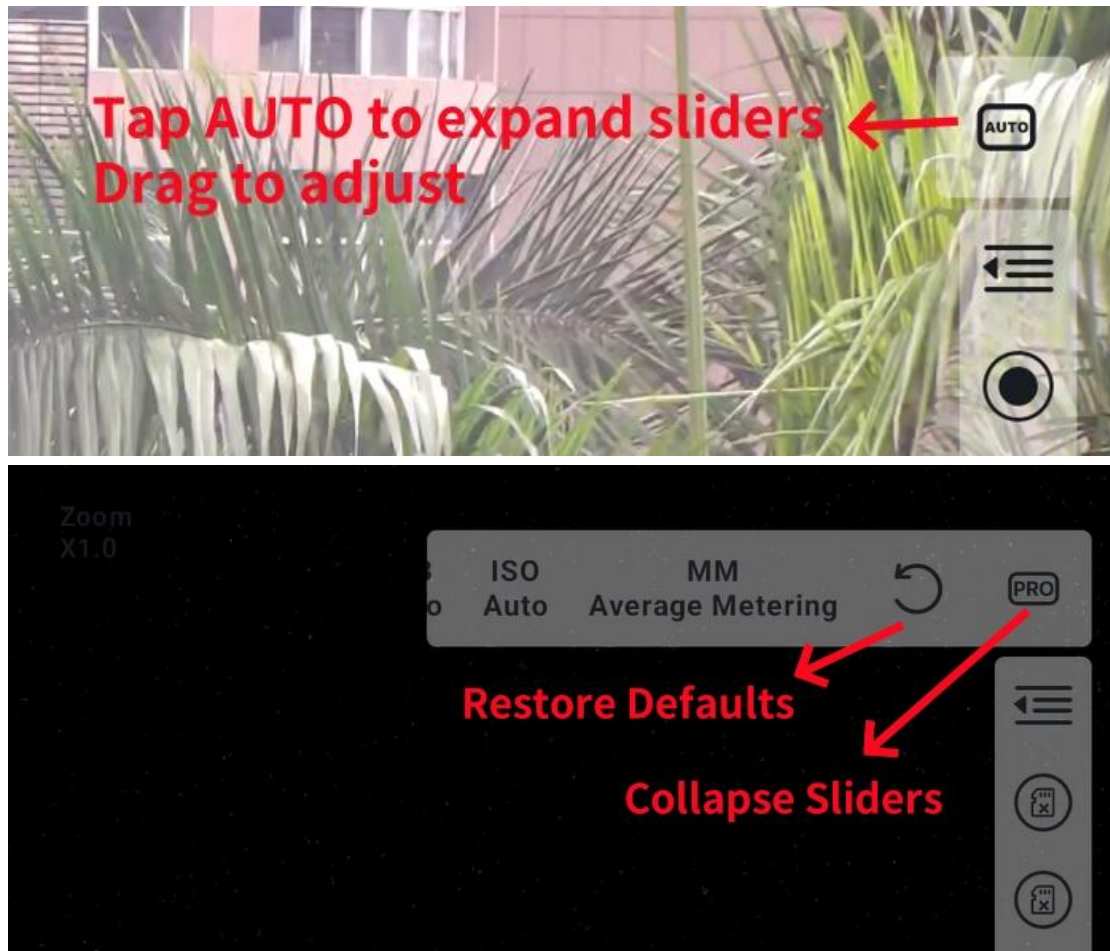 Tap AUTO to expand sliders
AUTO
Drag to adjust
Zoom
X1.0
ISO
MM
Auto
Average Metering
PRO
Restore Defaults
Collapse Sliders